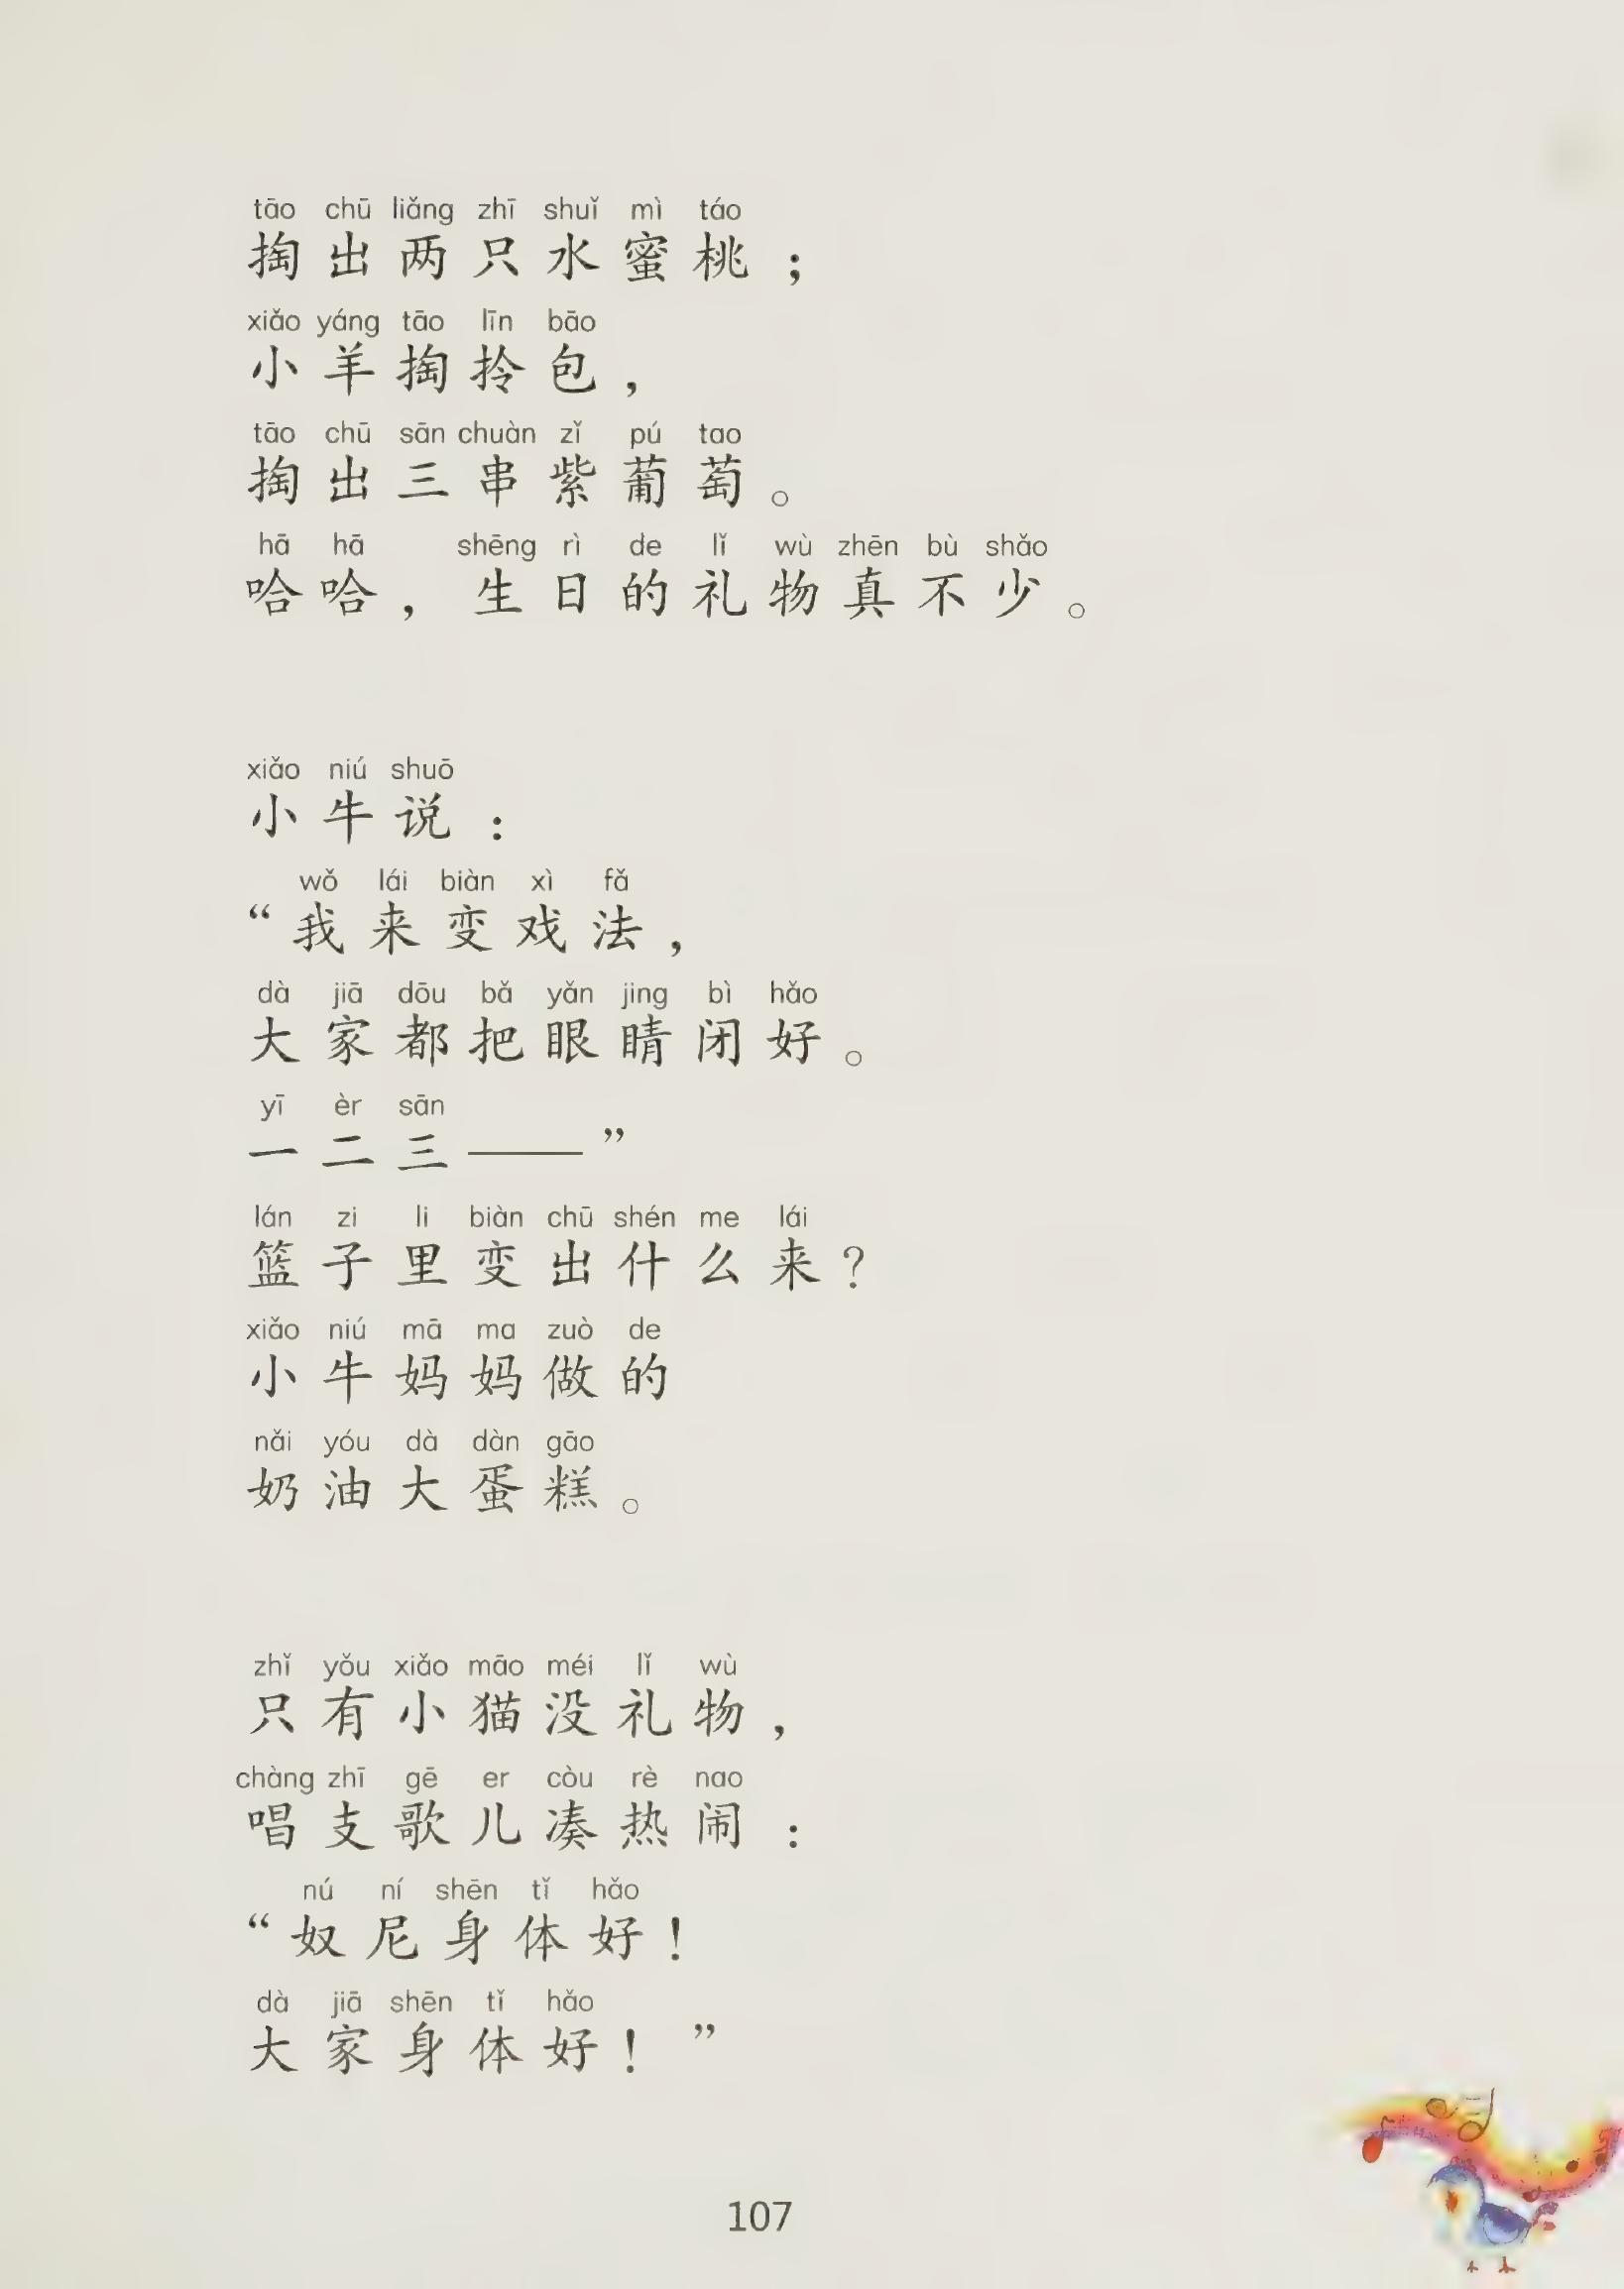 tāo chū liǎng zhī shuǐ mì táo
掏出两只水蜜桃；
xiǎo yáng tāo līn bāo
小羊掏拎包，
tāo chū sān chuàn zǐ pú tao
掏出三串紫葡萄。
hā hā shēng rì de lǐ wù zhēn bù shǎo
哈哈，生日的礼物真不少。
xiǎo niú shuō
小牛说：
wǒ lái biàn xì fǎ
“我来变戏法，
dà jiā dōu bǎ yǎn jing bì hǎo
大家都把眼睛闭好。
yī èr sān
一二三——”
lán zi li biàn chū shén me lái
篮子里变出什么来？
xiǎo niú mā ma zuò de
小牛妈妈做的
nǎi yóu dà dàn gāo
奶油大蛋糕。
zhǐ yǒu xiǎo māo méi lǐ wù
只有小猫没礼物，
chàng zhī gē er còu rè nao
唱支歌儿凑热闹：
nú ní shēn tǐ hǎo
“奴尼身体好！
dà jiā shēn tǐ hǎo
大家身体好！”
107